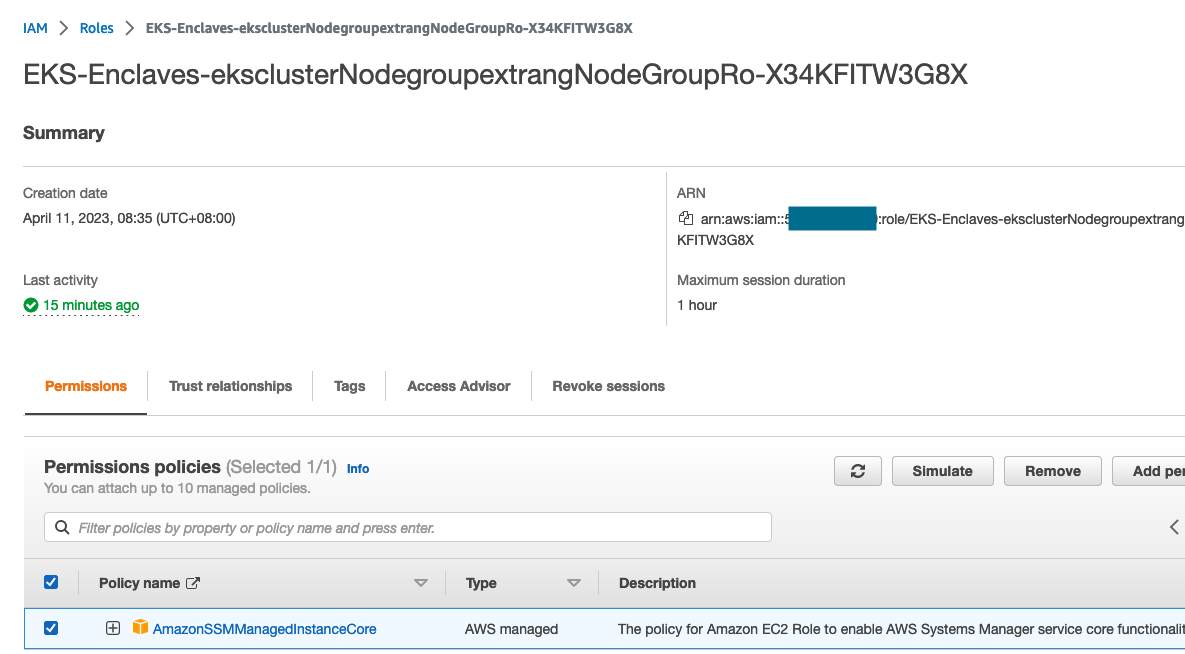 IAM > Roles > EKS-Enclaves-eksclusterNodegroupextrangNodeGroupRo-X34KFITW3G8X
EKS-Enclaves-eksclusterNodegroupextrangNodeGroupRo-X34KFITW3G8X
Summary
Creation date
April 11, 2023, 08:35 (UTC+08:00)
ARN
arn:aws:iam::5 :role/EKS-Enclaves-eksclusterNodegroupextrang
KFITW3G8X
Last activity
15 minutes ago
Maximum session duration
1 hour
Permissions Trust relationships Tags Access Advisor Revoke sessions
Permissions policies (Selected 1/1) Info
You can attach up to 10 managed policies.
Simulate Remove Add per
Filter policies by property or policy name and press enter.
Policy name Type Description
AmazonSSMManagedInstanceCore AWS managed The policy for Amazon EC2 Role to enable AWS Systems Manager service core functionalit